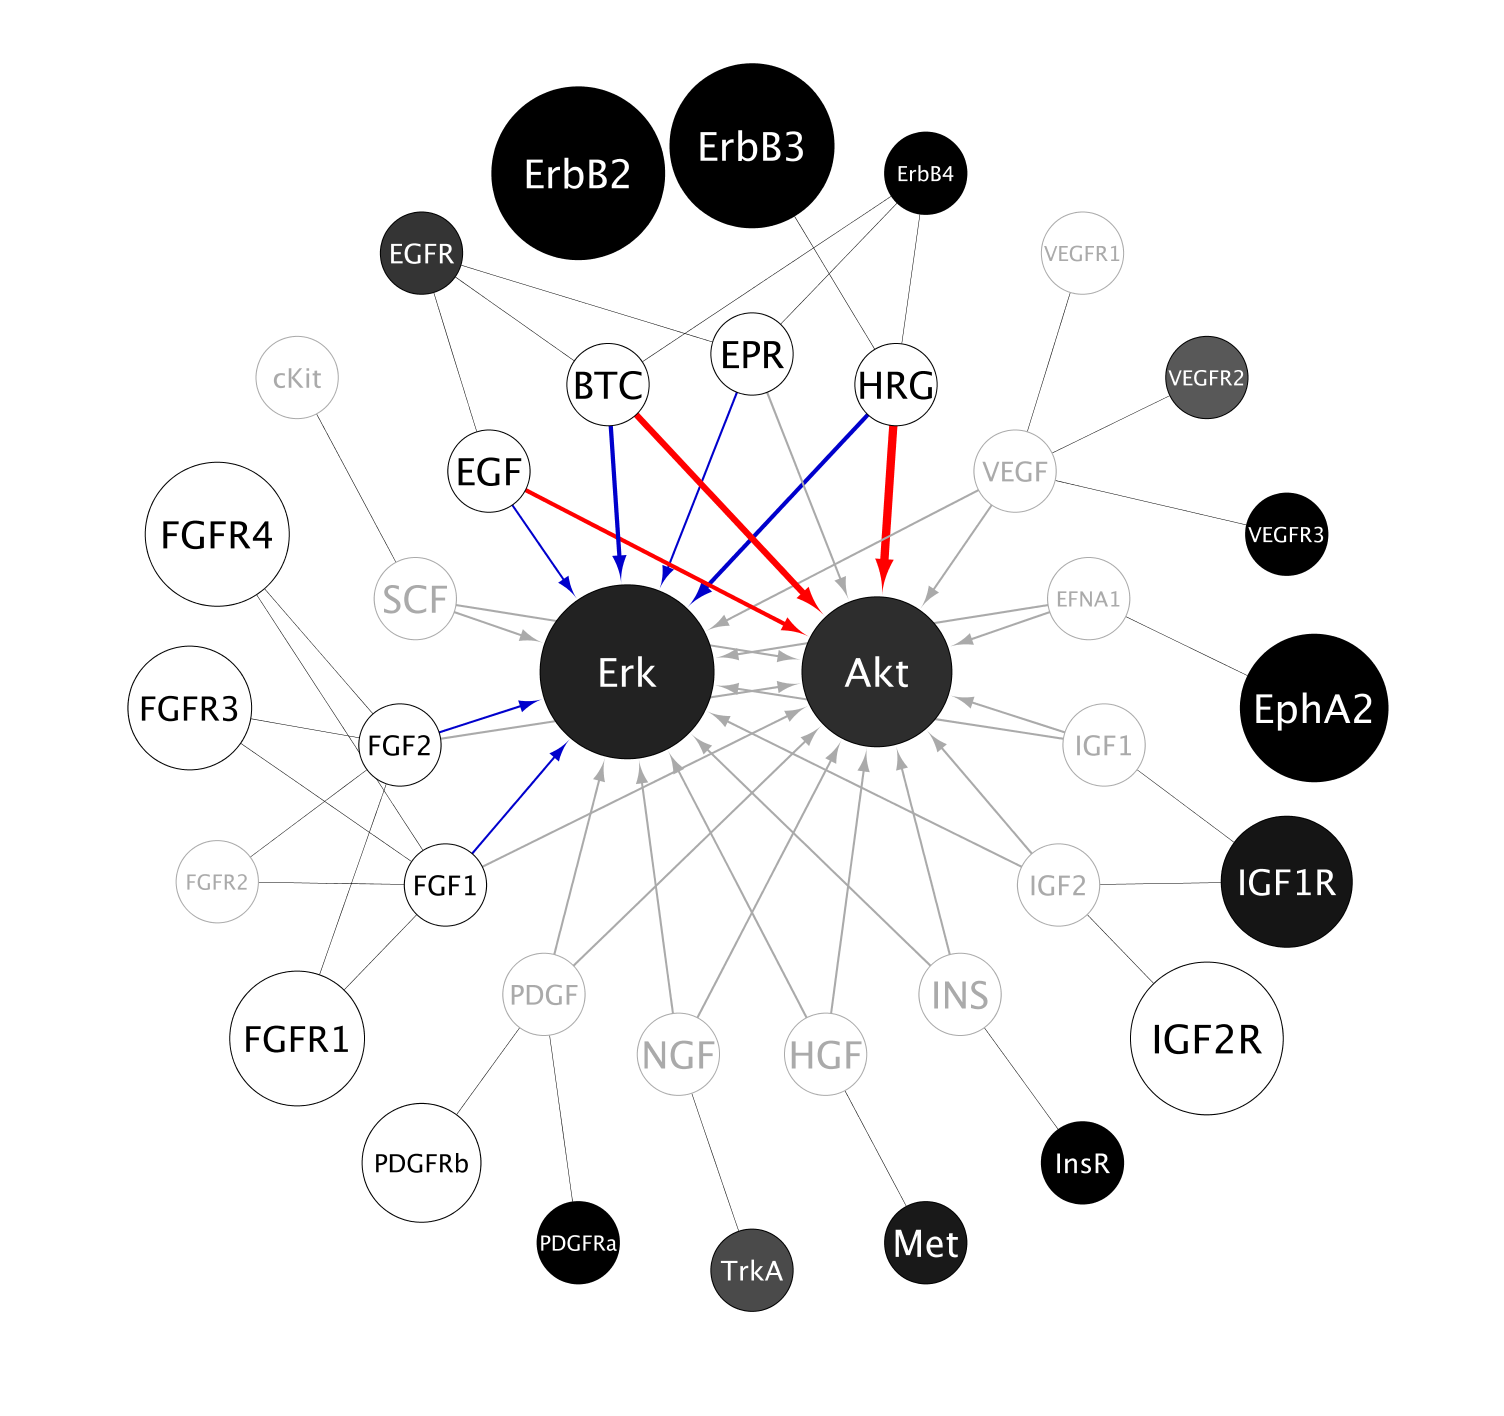 ErbB2
ErbB3
ErbB4
EGFR
VEGFR1
cKit
BTC
EPR
HRG
VEGFR2
EGF
VEGF
FGFR4
VEGFR3
SCF
EFNA1
Erk
Akt
FGFR3
EphA2
FGF2
IGF1
FGFR2
FGF1
IGF2
IGF1R
PDGF
INS
FGFR1
NGF
HGF
IGF2R
PDGFRb
InsR
PDGFRa
TrkA
Met